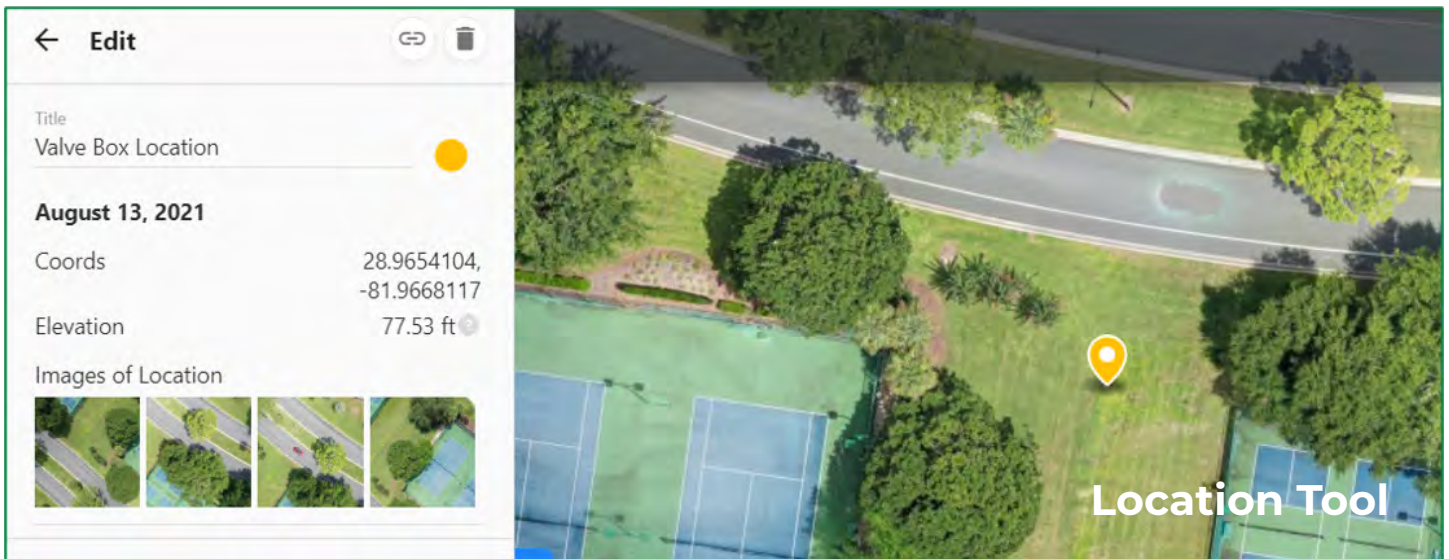 Edit
Title
Valve Box Location
August 13, 2021
Coords
28.9654104,
-81.9668117
Elevation
77.53 ft ?
Images of Location
Location Tool